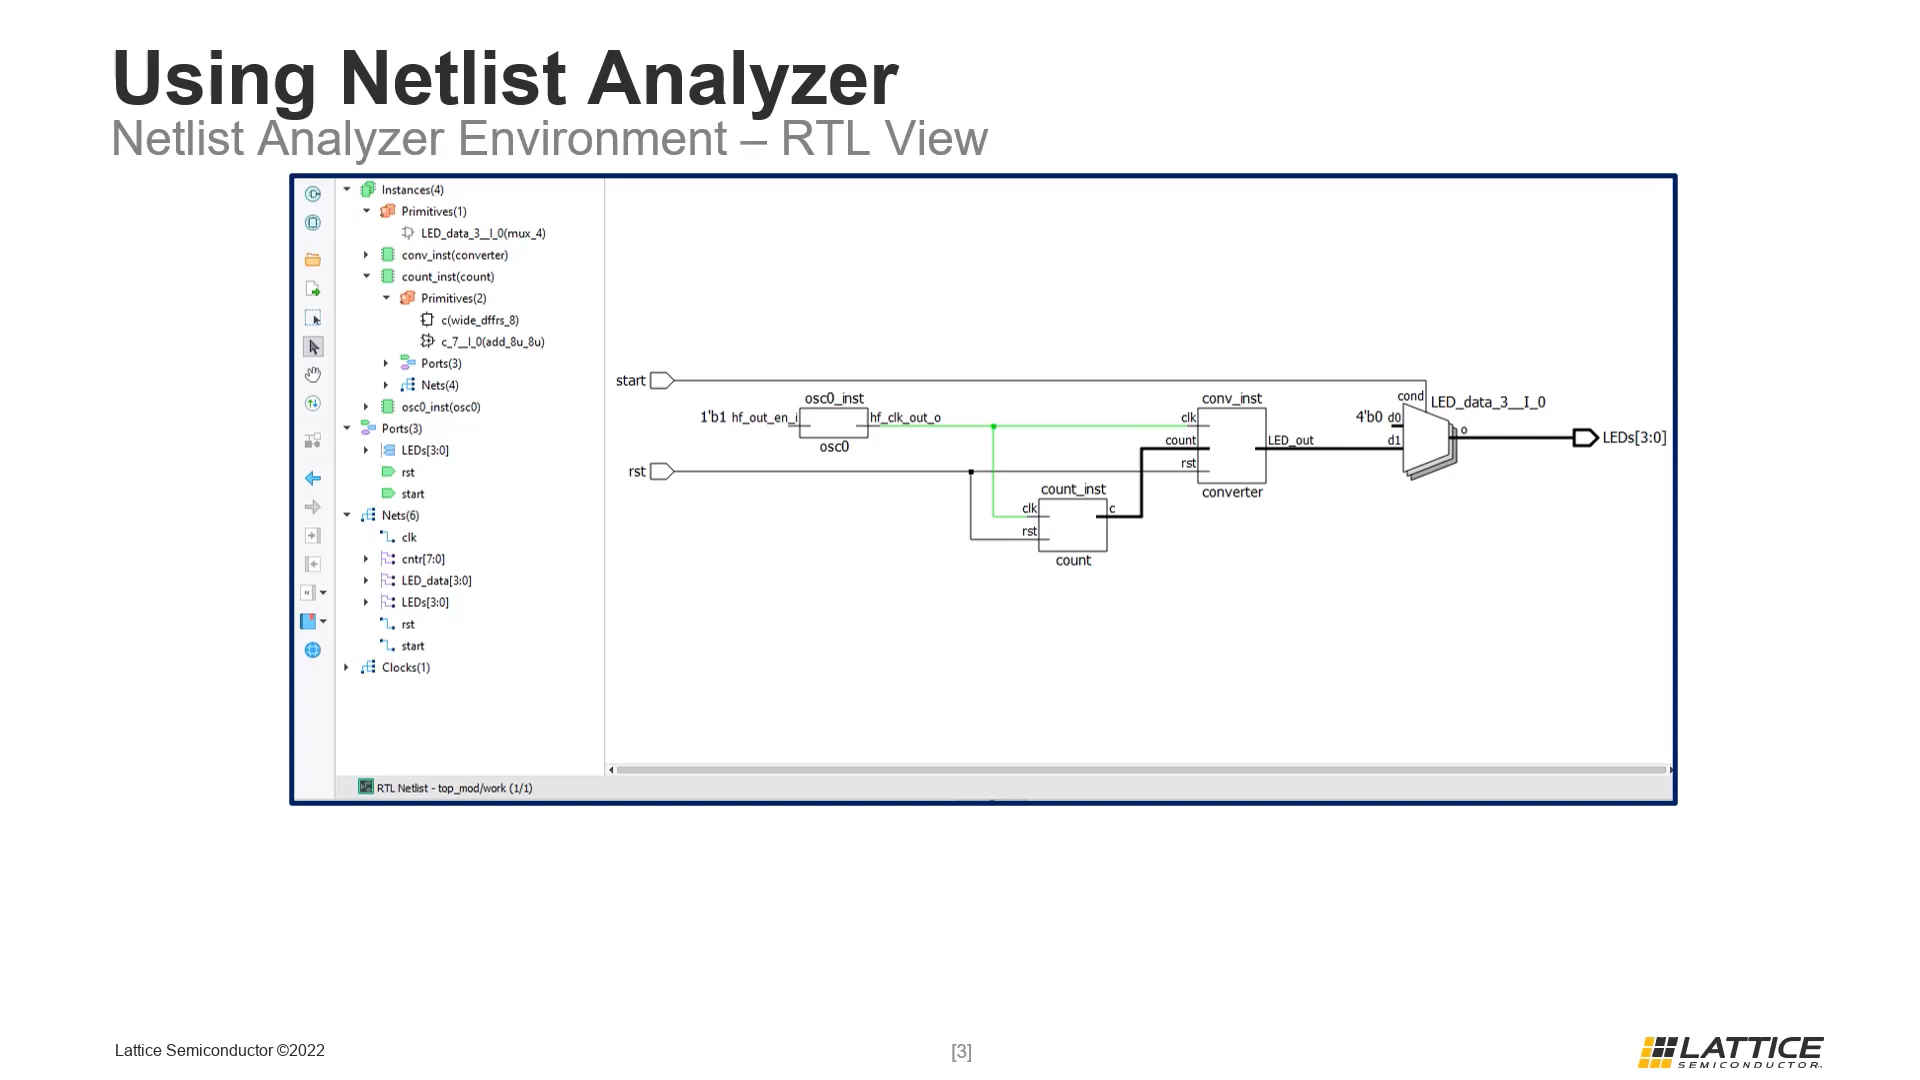 Using Netlist Analyzer
Netlist Analyzer Environment – RTL View
Instances(4)
Primitives(1)
LED_data_3__I_0(mux_4)
conv_inst(converter)
count_inst(count)
Primitives(2)
c(wide_dffrs_8)
c_7__I_0(add_8u_8u)
Ports(3)
Nets(4)
osc0_inst(osc0)
Ports(3)
LEDs[3:0]
rst
start
Nets(6)
clk
cntr[7:0]
LED_data[3:0]
LEDs[3:0]
rst
start
Clocks(1)
RTL Netlist - top_mod/work (1/1)
start
rst
osc0_inst
1'b1 hf_out_en_i
hf_clk_out_o
osc0
count_inst
clk
rst
c
count
conv_inst
clk
count
rst
LED_out
converter
cond
LED_data_3__I_0
4'b0 d0
d1
o
LEDs[3:0]
N
Lattice Semiconductor ©2022
[3]
LATTICE
SEMICONDUCTOR